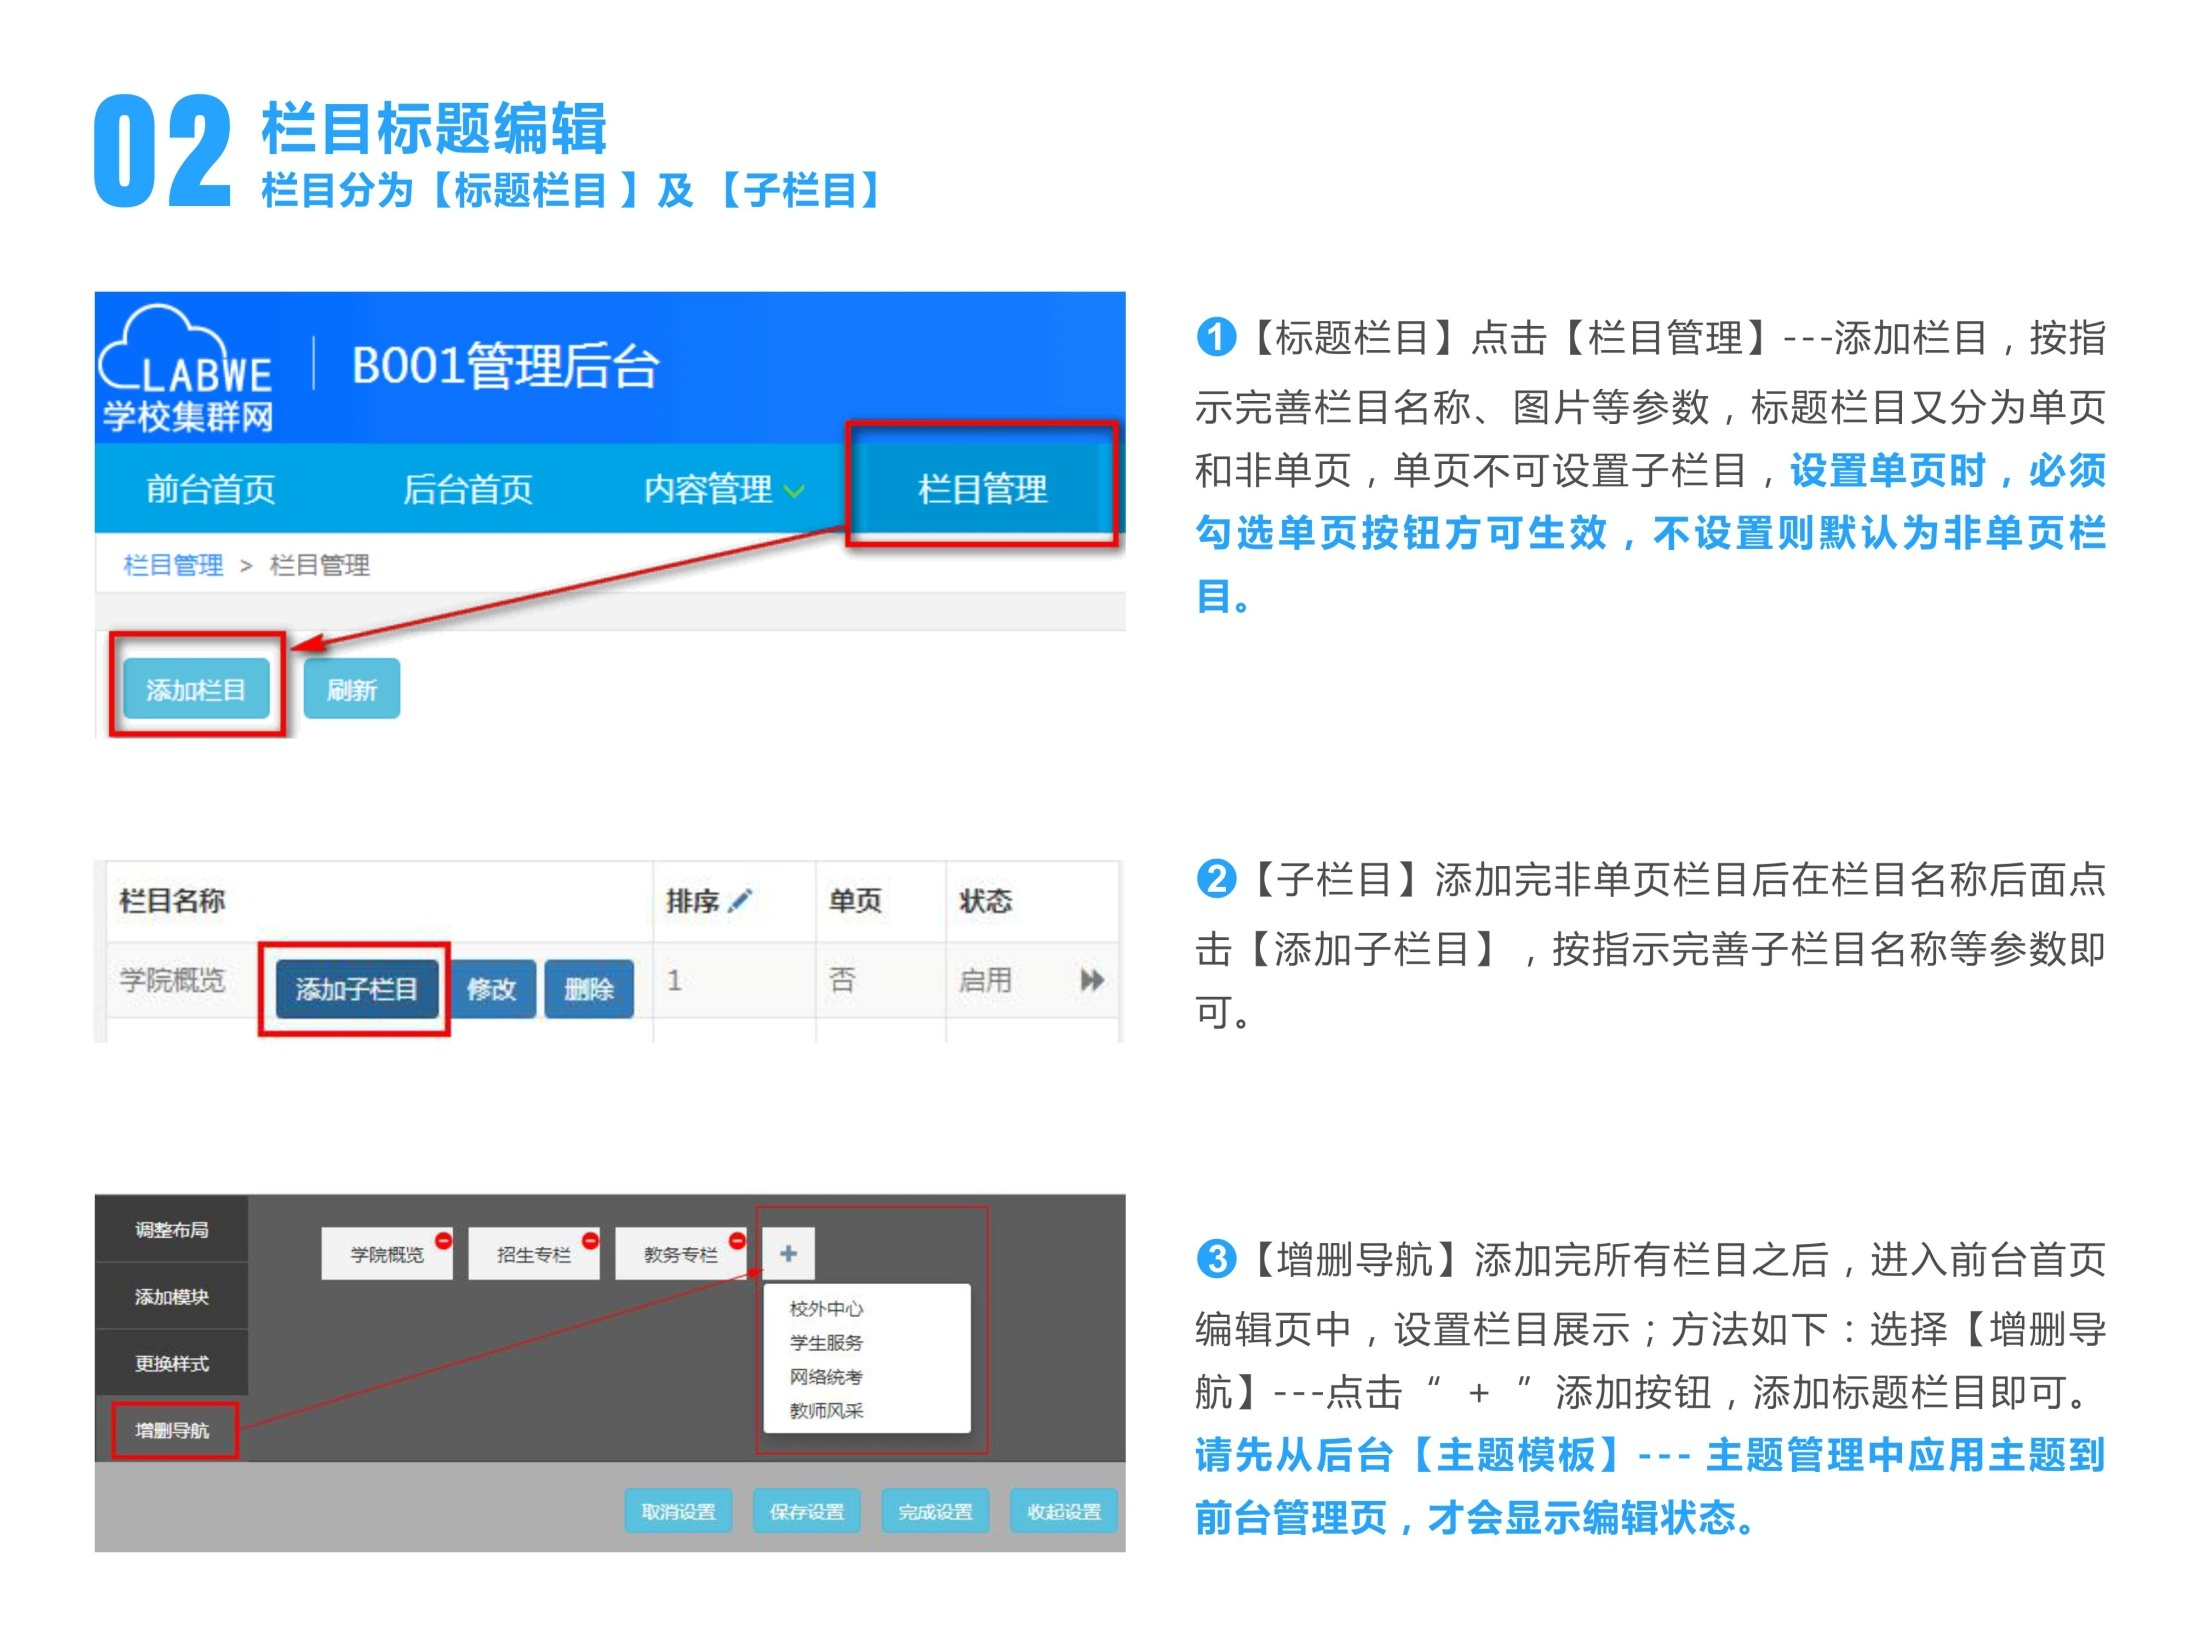 02
栏目标题编辑
栏目分为【标题栏目】及【子栏目】
LABWE
学校集群网
B001管理后台
前台首页
后台首页
内容管理
栏目管理
栏目管理 > 栏目管理
添加栏目
刷新
❶【标题栏目】点击【栏目管理】---添加栏目，按指
示完善栏目名称、图片等参数，标题栏目又分为单页
和非单页，单页不可设置子栏目，设置单页时，必须
勾选单页按钮方可生效，不设置则默认为非单页栏
目。
栏目名称
排序
单页
状态
学院概览
添加子栏目
修改
删除
1
否
启用
❷【子栏目】添加完非单页栏目后在栏目名称后面点
击【添加子栏目】，按指示完善子栏目名称等参数即
可。
调整布局
添加模块
更换样式
增删导航
学院概览
招生专栏
教务专栏
+
校外中心
学生服务
网络统考
教师风采
取消设置
保存设置
完成设置
收起设置
❸【增删导航】添加完所有栏目之后，进入前台首页
编辑页中，设置栏目展示；方法如下：选择【增删导
航】---点击“ + ”添加按钮，添加标题栏目即可。
请先从后台【主题模板】--- 主题管理中应用主题到
前台管理页，才会显示编辑状态。